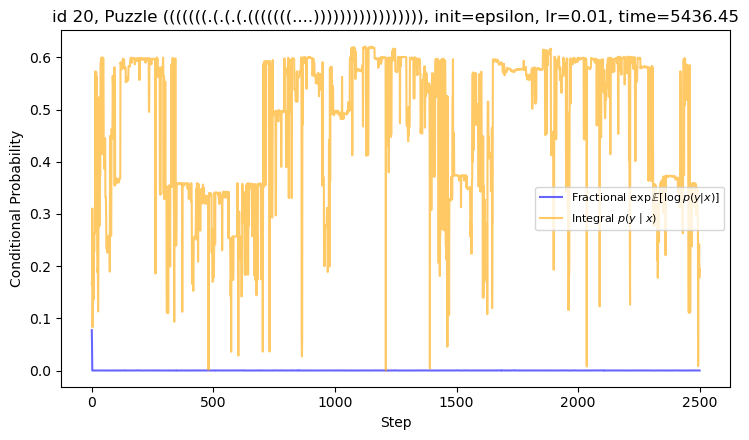 id 20, Puzzle (((((((.(.(.(.(((((((....))))))))))))))))), init=epsilon, lr=0.01, time=5436.45
0.6
0.5
0.4
0.3
0.2
0.1
0.0
Conditional Probability
Fractional exp 𝔼[log p(y|x)]
Integral p(y | x)
0
500
1000
1500
2000
2500
Step